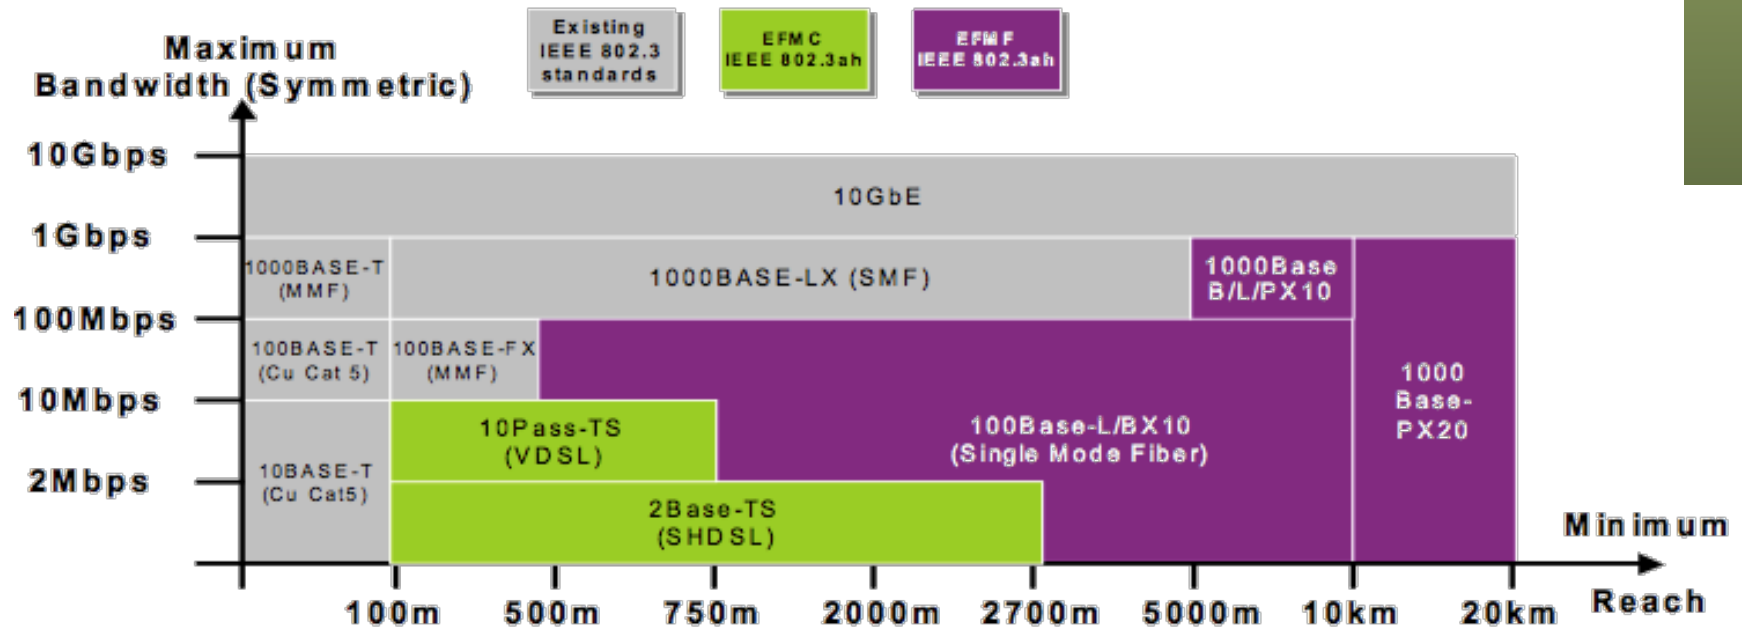 Existing
IEEE 802.3
standards
EFMC
IEEE 802.3ah
EFMF
IEEE 802.3ah
Maximum
Bandwidth (Symmetric)
10Gbps
10GbE
1Gbps
1000BASE-T
(MMF)
1000BASE-LX (SMF)
1000Base
B/L/PX10
100Mbps
100BASE-T
(Cu Cat 5)
100BASE-FX
(MMF)
1000
Base-
PX20
10Mbps
10Pass-TS
(VDSL)
100Base-L/BX10
(Single Mode Fiber)
10BASE-T
(Cu Cat5)
2Mbps
2Base-TS
(SHDSL)
Minimum
Reach
100m
500m
750m
2000m
2700m
5000m
10km
20km